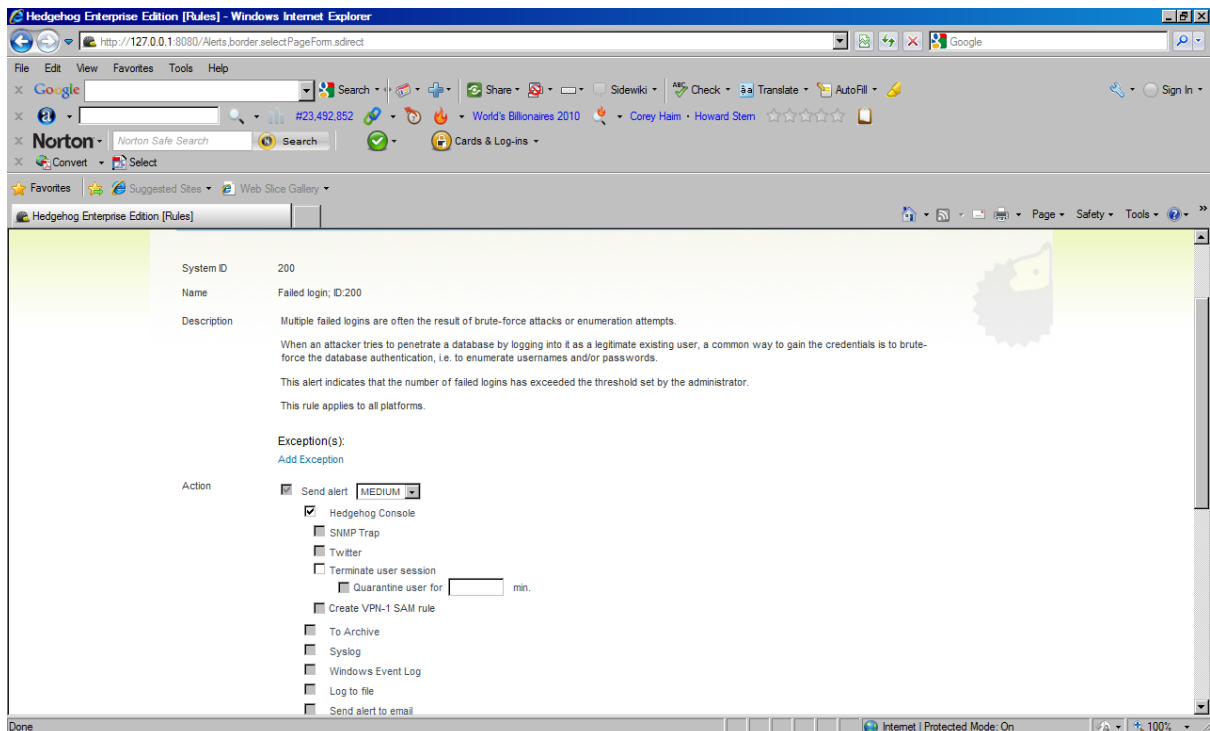 Hedgehog Enterprise Edition [Rules] - Windows Internet Explorer
http://127.0.0.1:8080/Alerts,border.selectPageForm.sdirect
Google
File Edit View Favorites Tools Help
Google Search Share Sidewiki Check Translate AutoFill Sign In
#23,492,852 World's Billionaires 2010 Corey Haim • Howard Stern
Norton Norton Safe Search Search Cards & Log-ins
Convert Select
Favorites Suggested Sites Web Slice Gallery
Hedgehog Enterprise Edition [Rules] Page Safety Tools
System ID 200
Name Failed login; ID:200
Description Multiple failed logins are often the result of brute-force attacks or enumeration attempts.
When an attacker tries to penetrate a database by logging into it as a legitimate existing user, a common way to gain the credentials is to brute-
force the database authentication, i.e. to enumerate usernames and/or passwords.
This alert indicates that the number of failed logins has exceeded the threshold set by the administrator.
This rule applies to all platforms.
Exception(s):
Add Exception
Action Send alert MEDIUM
Hedgehog Console
SNMP Trap
Twitter
Terminate user session
Quarantine user for min.
Create VPN-1 SAM rule
To Archive
Syslog
Windows Event Log
Log to file
Send alert to email
Done Internet | Protected Mode: On 100%